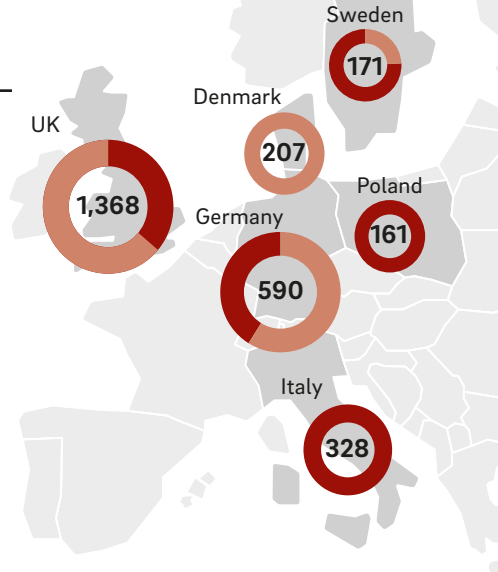 Sweden
171
Denmark
UK
207
Poland
1,368
Germany
161
590
Italy
328